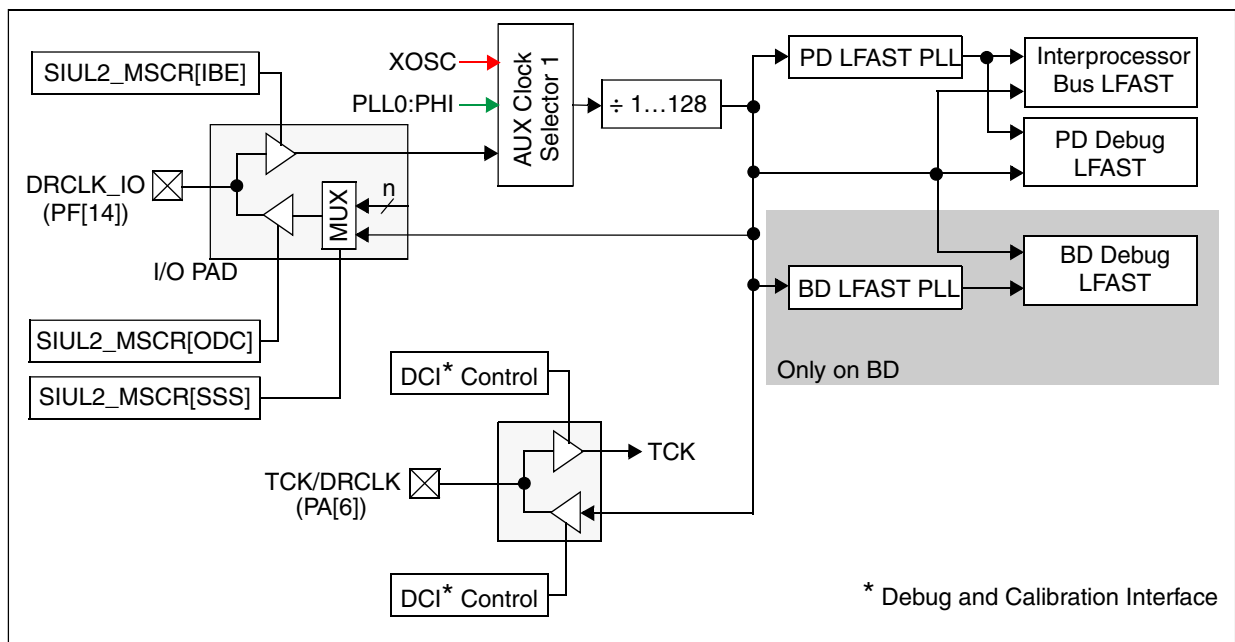 SIUL2_MSCR[IBE]
XOSC
PLL0:PHI
AUX Clock
Selector 1
÷ 1...128
PD LFAST PLL
Interprocessor
Bus LFAST
PD Debug
LFAST
DRCLK_IO
(PF[14])
MUX
n
I/O PAD
BD LFAST PLL
BD Debug
LFAST
Only on BD
SIUL2_MSCR[ODC]
SIUL2_MSCR[SSS]
DCI* Control
TCK
TCK/DRCLK
(PA[6])
DCI* Control
* Debug and Calibration Interface